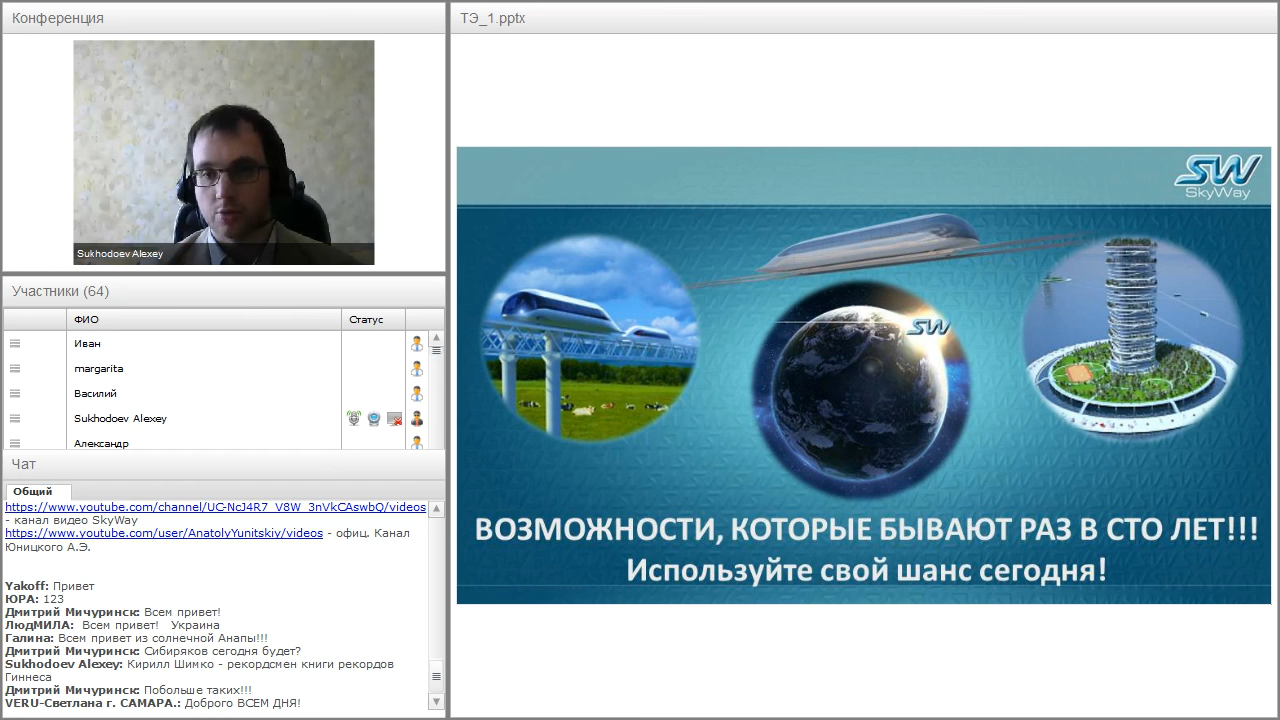 Конференция
Sukhodoev Alexey
Участники (64)
ФИО
Статус
Иван
margarita
Василий
Sukhodoev Alexey
Александр
Чат
Общий
https://www.youtube.com/channel/UC-NcJ4R7_V8W_3nVkCAswbQ/videos
- канал видео SkyWay
https://www.youtube.com/user/AnatolyYunitskiy/videos - офиц. Канал
Юницкого А.Э.
Yakoff: Привет
ЮРА: 123
Дмитрий Мичуринск: Всем привет!
ЛюдМИЛА: Всем привет! Украина
Галина: Всем привет из солнечной Анапы!!!
Дмитрий Мичуринск: Сибиряков сегодня будет?
Sukhodoev Alexey: Кирилл Шимко - рекордсмен книги рекордов
Гиннеса
Дмитрий Мичуринск: Побольше таких!!!
VERU-Светлана г. САМАРА.: Доброго ВСЕМ ДНЯ!
ТЭ_1.pptx
SW
SkyWay
SW
ВОЗМОЖНОСТИ, КОТОРЫЕ БЫВАЮТ РАЗ В СТО ЛЕТ!!!
Используйте свой шанс сегодня!